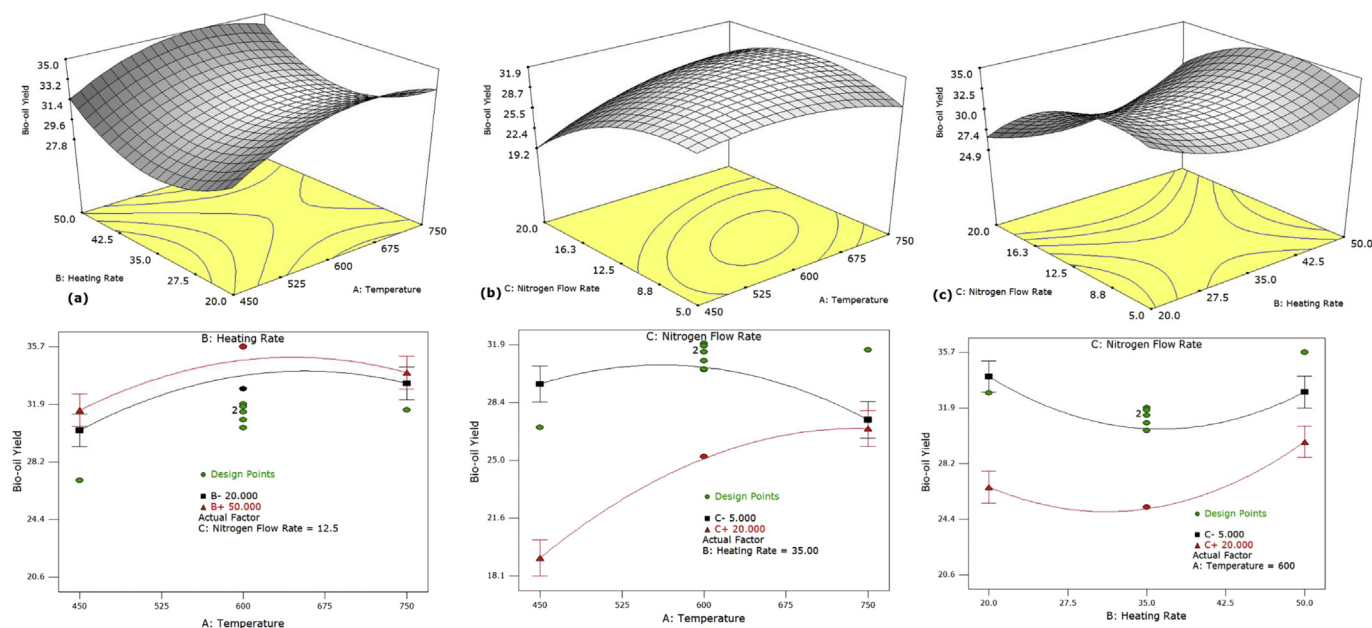 35.0
33.2
31.4
29.6
27.8
Bio-oil Yield
50.0
42.5
35.0
27.5
20.0
B: Heating Rate
450
525
600
675
750
A: Temperature
(a)
31.9
28.7
25.5
22.4
19.2
Bio-oil Yield
20.0
16.3
12.5
8.8
5.0
C: Nitrogen Flow Rate
450
525
600
675
750
A: Temperature
(b)
35.0
32.5
30.0
27.4
24.9
Bio-oil Yield
20.0
16.3
12.5
8.8
5.0
C: Nitrogen Flow Rate
20.0
27.5
35.0
42.5
50.0
B: Heating Rate
(c)
B: Heating Rate
35.7
31.9
28.2
24.4
20.6
Bio-oil Yield
2
Design Points
B- 20.000
B+ 50.000
Actual Factor
C: Nitrogen Flow Rate = 12.5
450
525
600
675
750
A: Temperature
C: Nitrogen Flow Rate
31.9
28.4
25.0
21.6
18.1
Bio-oil Yield
2
Design Points
C- 5.000
C+ 20.000
Actual Factor
B: Heating Rate = 35.00
450
525
600
675
750
A: Temperature
C: Nitrogen Flow Rate
35.7
31.9
28.2
24.4
20.6
Bio-oil Yield
2
Design Points
C- 5.000
C+ 20.000
Actual Factor
A: Temperature = 600
20.0
27.5
35.0
42.5
50.0
B: Heating Rate